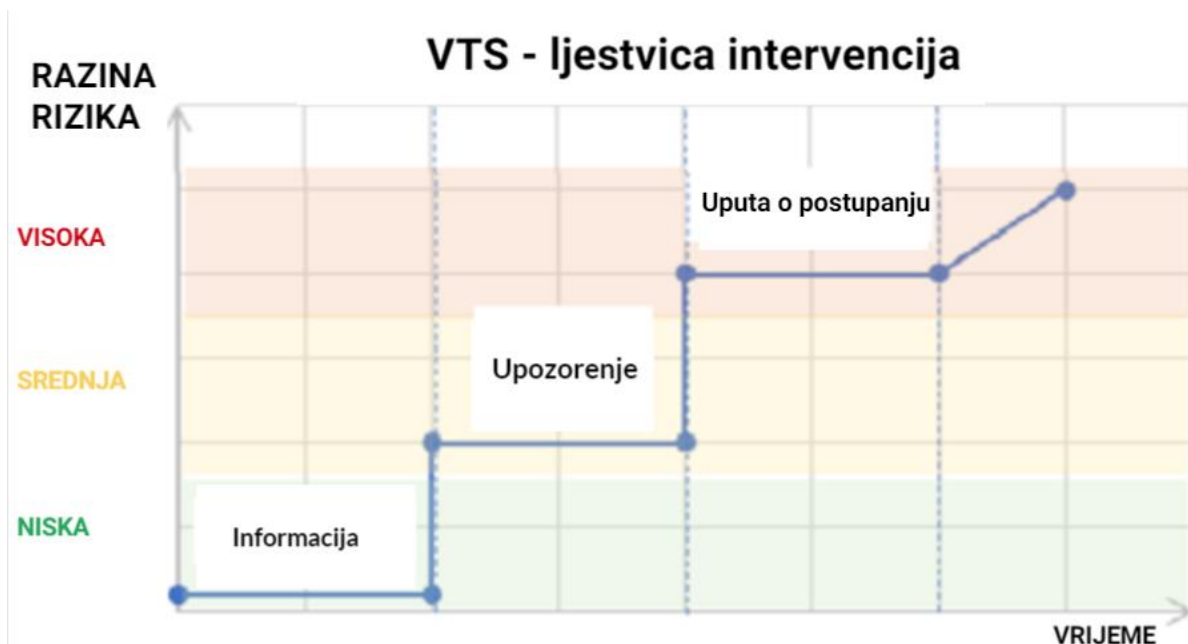 VTS - ljestvica intervencija
RAZINA
RIZIKA
Uputa o postupanju
VISOKA
Upozorenje
SREDNJA
NISKA
Informacija
VRIJEME